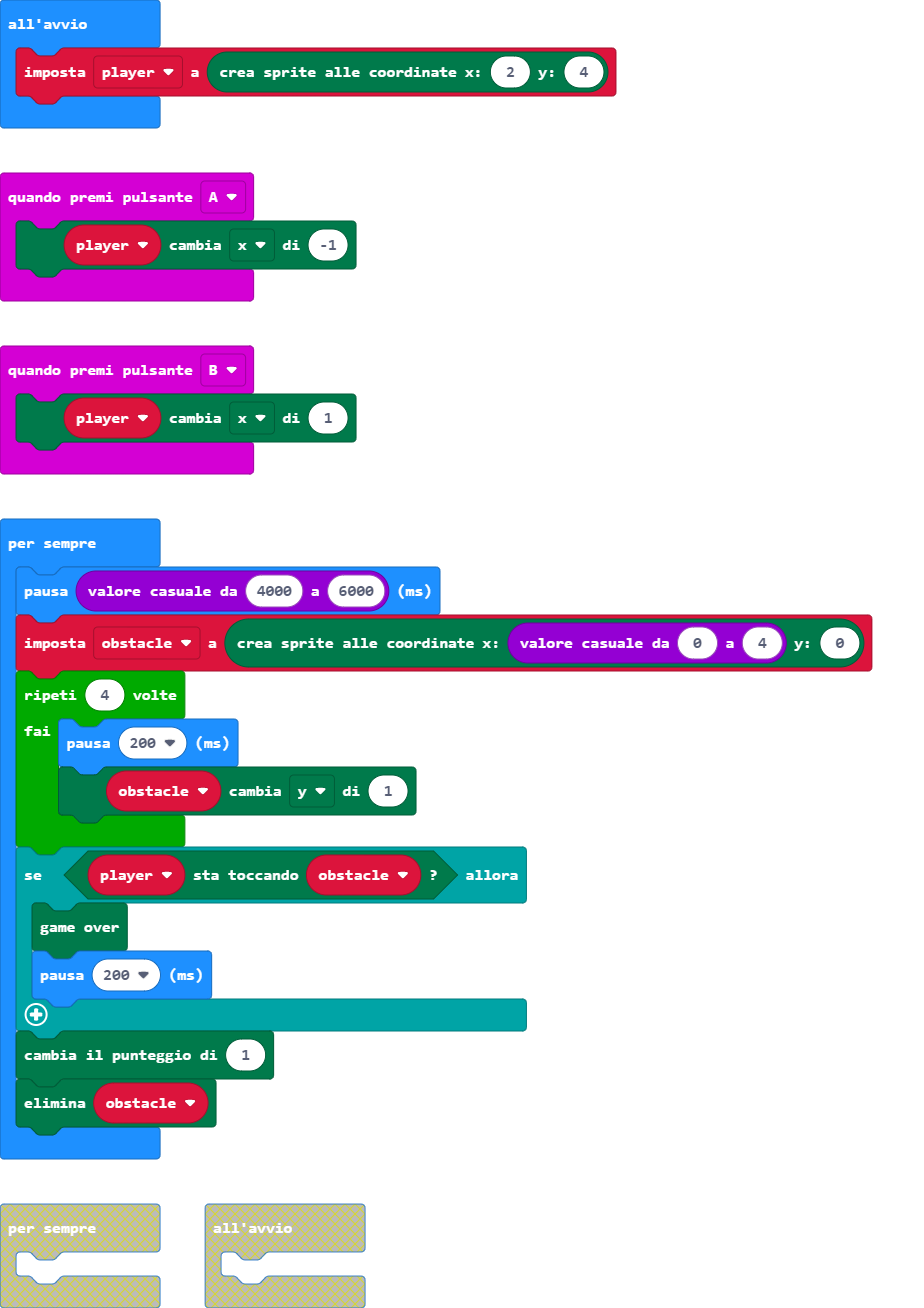 all'avvio
imposta player a crea sprite alle coordinate x: 2 y: 4
quando premi pulsante A
player cambia x di -1
quando premi pulsante B
player cambia x di 1
per sempre
pausa valore casuale da 4000 a 6000 (ms)
imposta obstacle a crea sprite alle coordinate x: valore casuale da 0 a 4 y: 0
ripeti 4 volte
fai
pausa 200 (ms)
obstacle cambia y di 1
se player sta toccando obstacle ? allora
game over
pausa 200 (ms)
cambia il punteggio di 1
elimina obstacle
per sempre
all'avvio